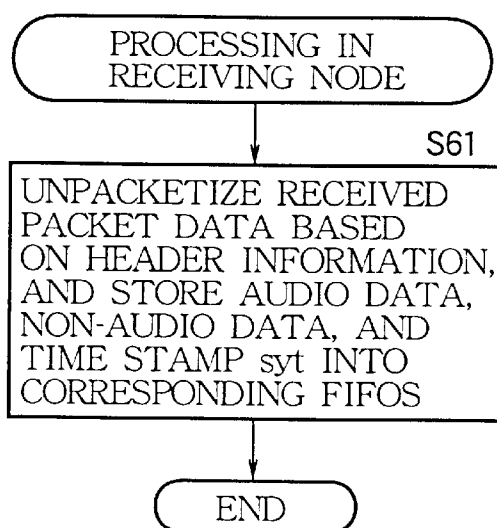 PROCESSING IN
RECEIVING NODE
S61
UNPACKETIZE RECEIVED
PACKET DATA BASED
ON HEADER INFORMATION,
AND STORE AUDIO DATA,
NON-AUDIO DATA, AND
TIME STAMP syt INTO
CORRESPONDING FIFOS
END